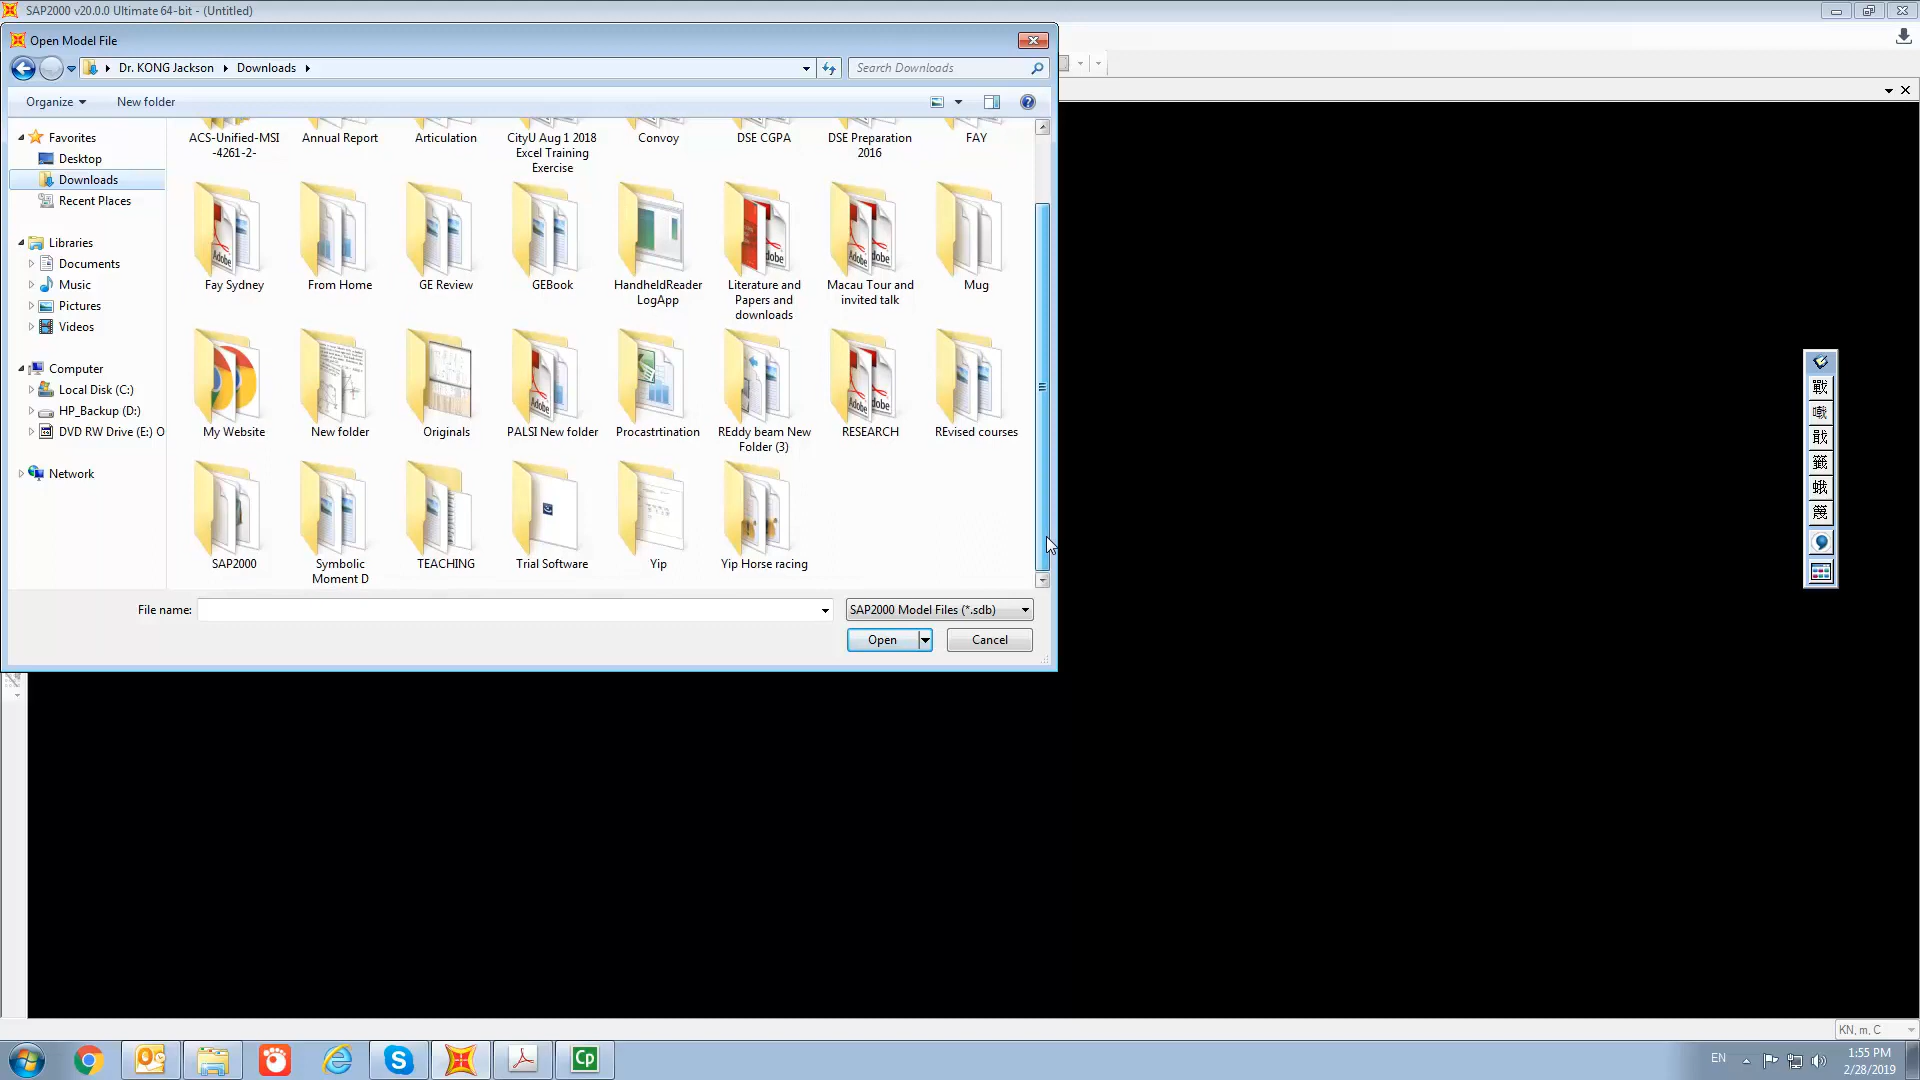 SAP2000 v20.0.0 Ultimate 64-bit - (Untitled)
Open Model File
Dr. KONG Jackson
Downloads
Search Downloads
Organize
New folder
Favorites
Desktop
Downloads
Recent Places
Libraries
Documents
Music
Pictures
Videos
Computer
Local Disk (C:)
HP_Backup (D:)
DVD RW Drive (E:) O
Network
ACS-Unified-MSI
-4261-2-
Annual Report
Articulation
CityU Aug 1 2018
Excel Training
Exercise
Convoy
DSE CGPA
DSE Preparation
2016
FAY
Fay Sydney
From Home
GE Review
GEBook
HandheldReader
LogApp
Literature and
Papers and
downloads
Macau Tour and
invited talk
Mug
My Website
New folder
Originals
PALSI New folder
Procastrtination
REddy beam New
Folder (3)
RESEARCH
REvised courses
SAP2000
Symbolic
Moment D
TEACHING
Trial Software
Yip
Yip Horse racing
File name:
SAP2000 Model Files (*.sdb)
Open
Cancel
KN, m, C
EN
1:55 PM
2/28/2019